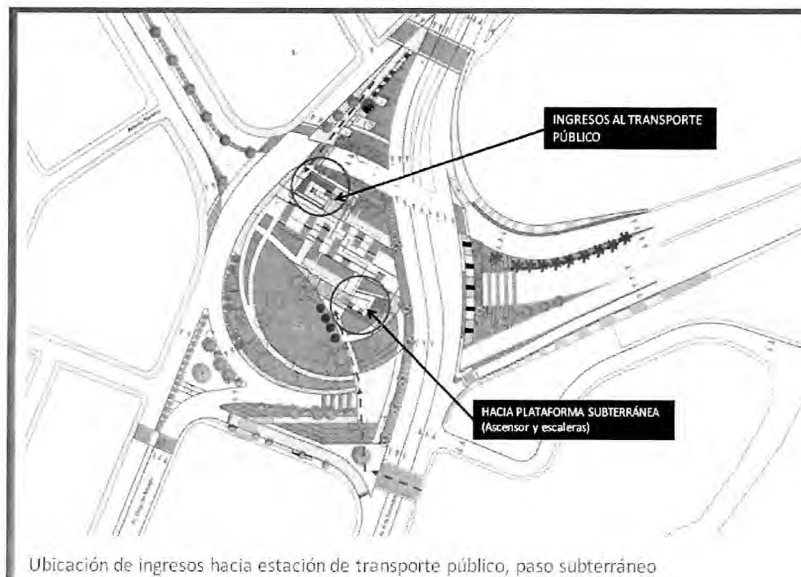 INGRESOS AL TRANSPORTE
PÚBLICO
HACIA PLATAFORMA SUBTERRÁNEA
(Ascensor y escaleras)
Ubicación de ingresos hacia estación de transporte público, paso subterráneo